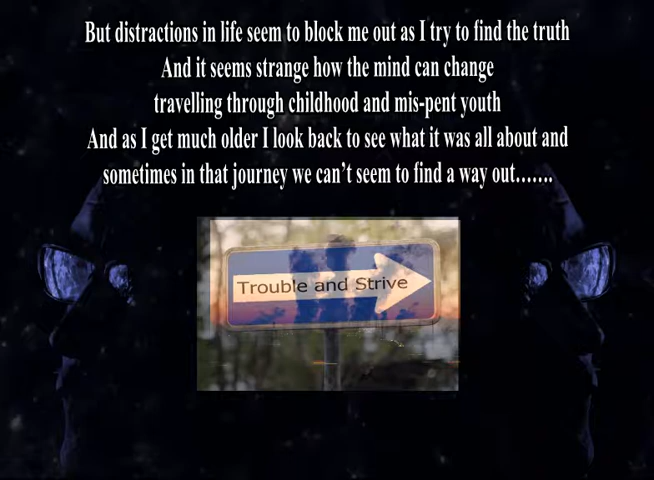 But distractions in life seem to block me out as I try to find the truth
And it seems strange how the mind can change
travelling through childhood and mis-pent youth
And as I get much older I look back to see what it was all about and
sometimes in that journey we can't seem to find a way out.......
Trouble and Strive